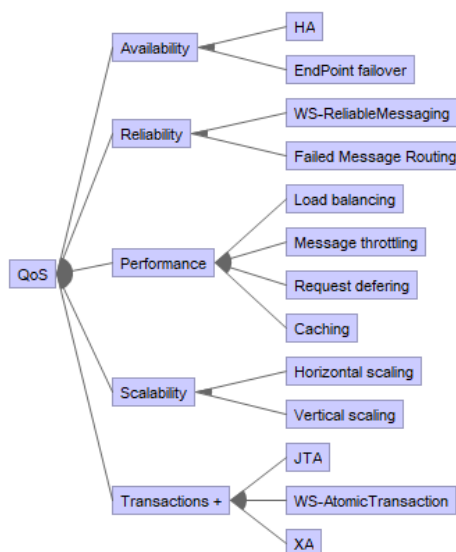 HA
Availability
EndPoint failover
WS-ReliableMessaging
Reliability
Failed Message Routing
Load balancing
Message throttling
QoS
Performance
Request defering
Caching
Horizontal scaling
Scalability
Vertical scaling
JTA
Transactions +
WS-AtomicTransaction
XA